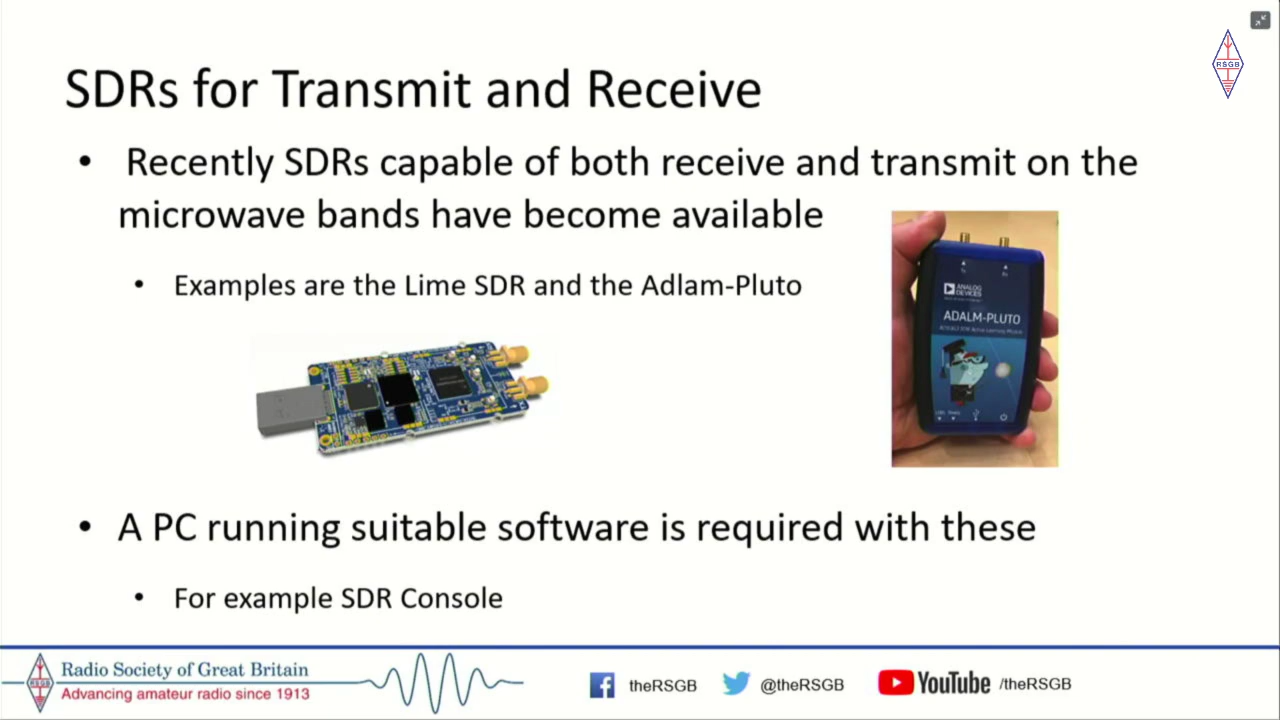 RSGB
SDRs for Transmit and Receive
• Recently SDRs capable of both receive and transmit on the
microwave bands have become available
• Examples are the Lime SDR and the Adlam-Pluto
ANALOG
DEVICES
ADALM-PLUTO
• A PC running suitable software is required with these
• For example SDR Console
RSGB
Radio Society of Great Britain
Advancing amateur radio since 1913
theRSGB
@theRSGB
YouTube /theRSGB